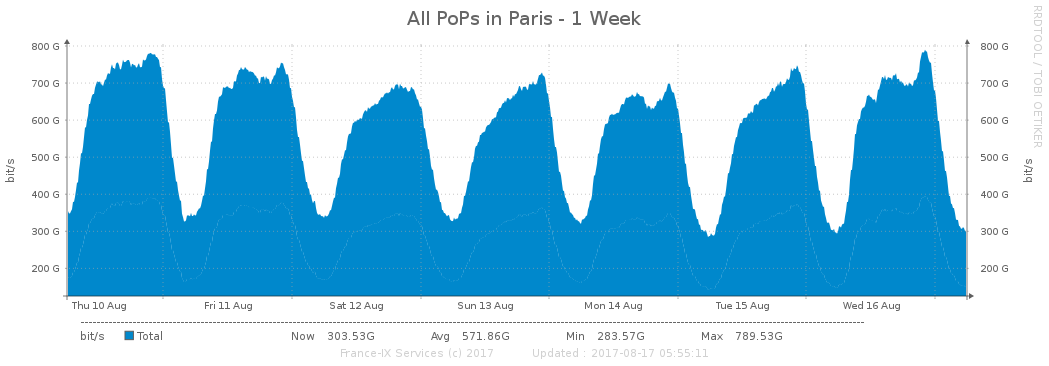 All PoPs in Paris - 1 Week
RRDTOOL / TOBI OETIKER
800 G 800 G
700 G 700 G
600 G 600 G
500 G 500 G
400 G 400 G
300 G 300 G
200 G 200 G
bit/s bit/s
Thu 10 Aug Fri 11 Aug Sat 12 Aug Sun 13 Aug Mon 14 Aug Tue 15 Aug Wed 16 Aug
bit/s Total Now 303.53G Avg 571.86G Min 283.57G Max 789.53G
France-IX Services (c) 2017 Updated : 2017-08-17 05:55:11